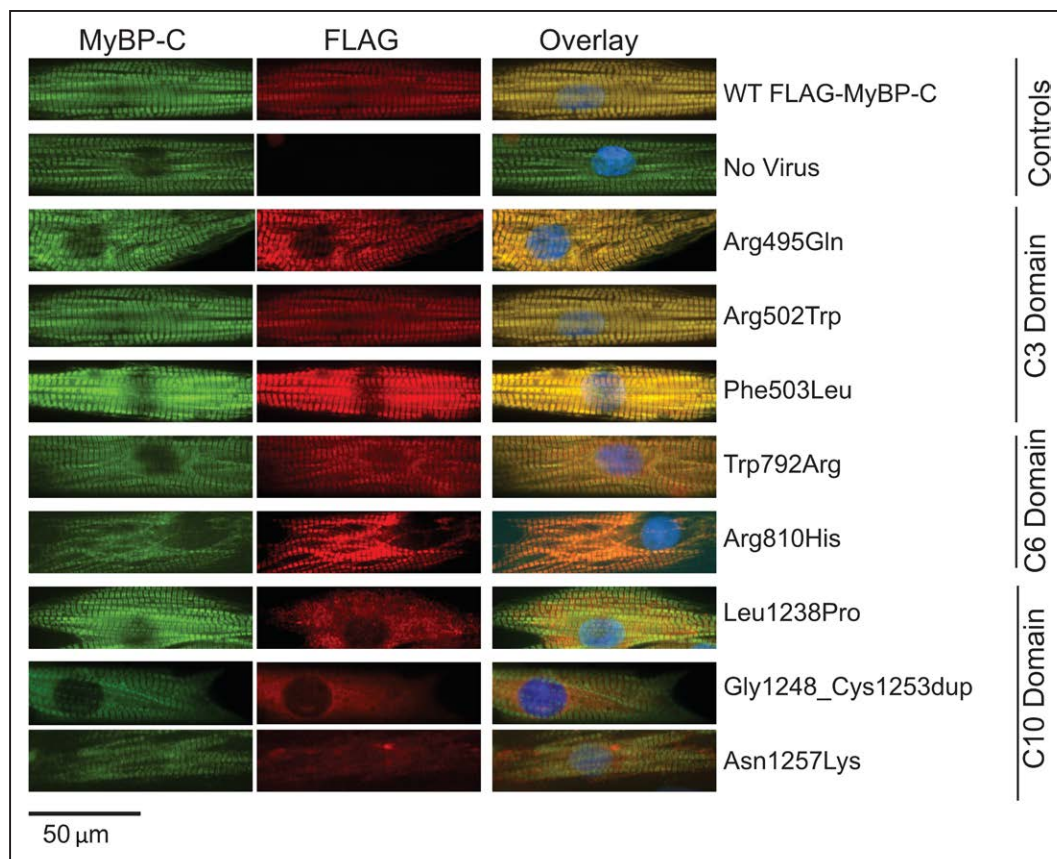 MyBP-C FLAG Overlay
WT FLAG-MyBP-C
No Virus
Controls
Arg495Gln
Arg502Trp
Phe503Leu
C3 Domain
Trp792Arg
Arg810His
C6 Domain
Leu1238Pro
Gly1248_Cys1253dup
Asn1257Lys
C10 Domain
50 µm